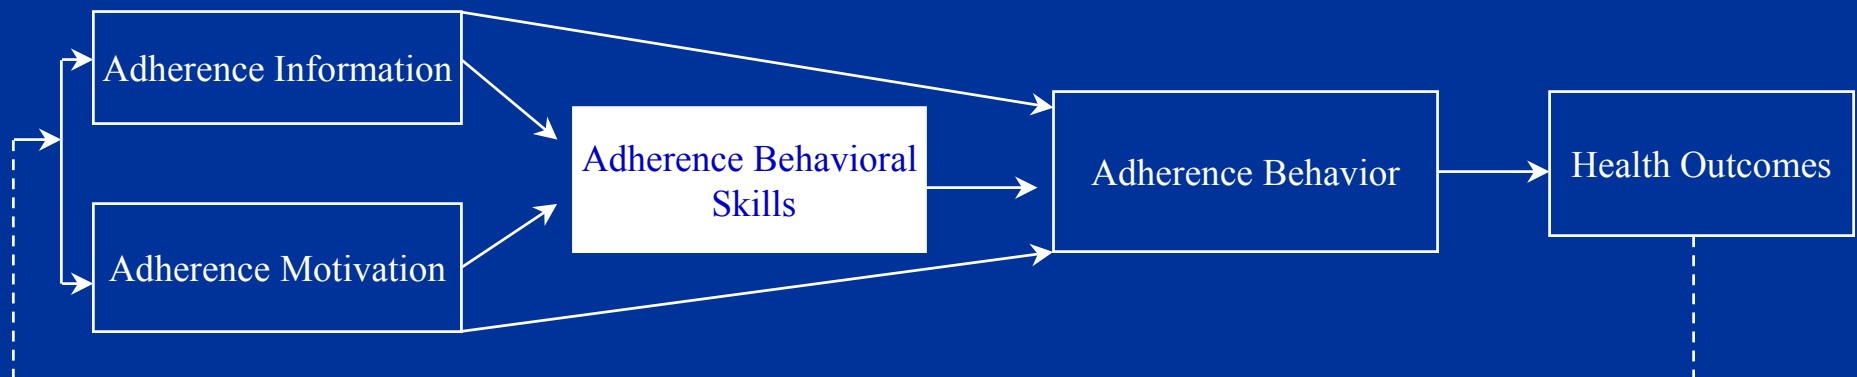 Adherence Information
Adherence Behavioral
Skills
Adherence Motivation
Adherence Behavior
Health Outcomes